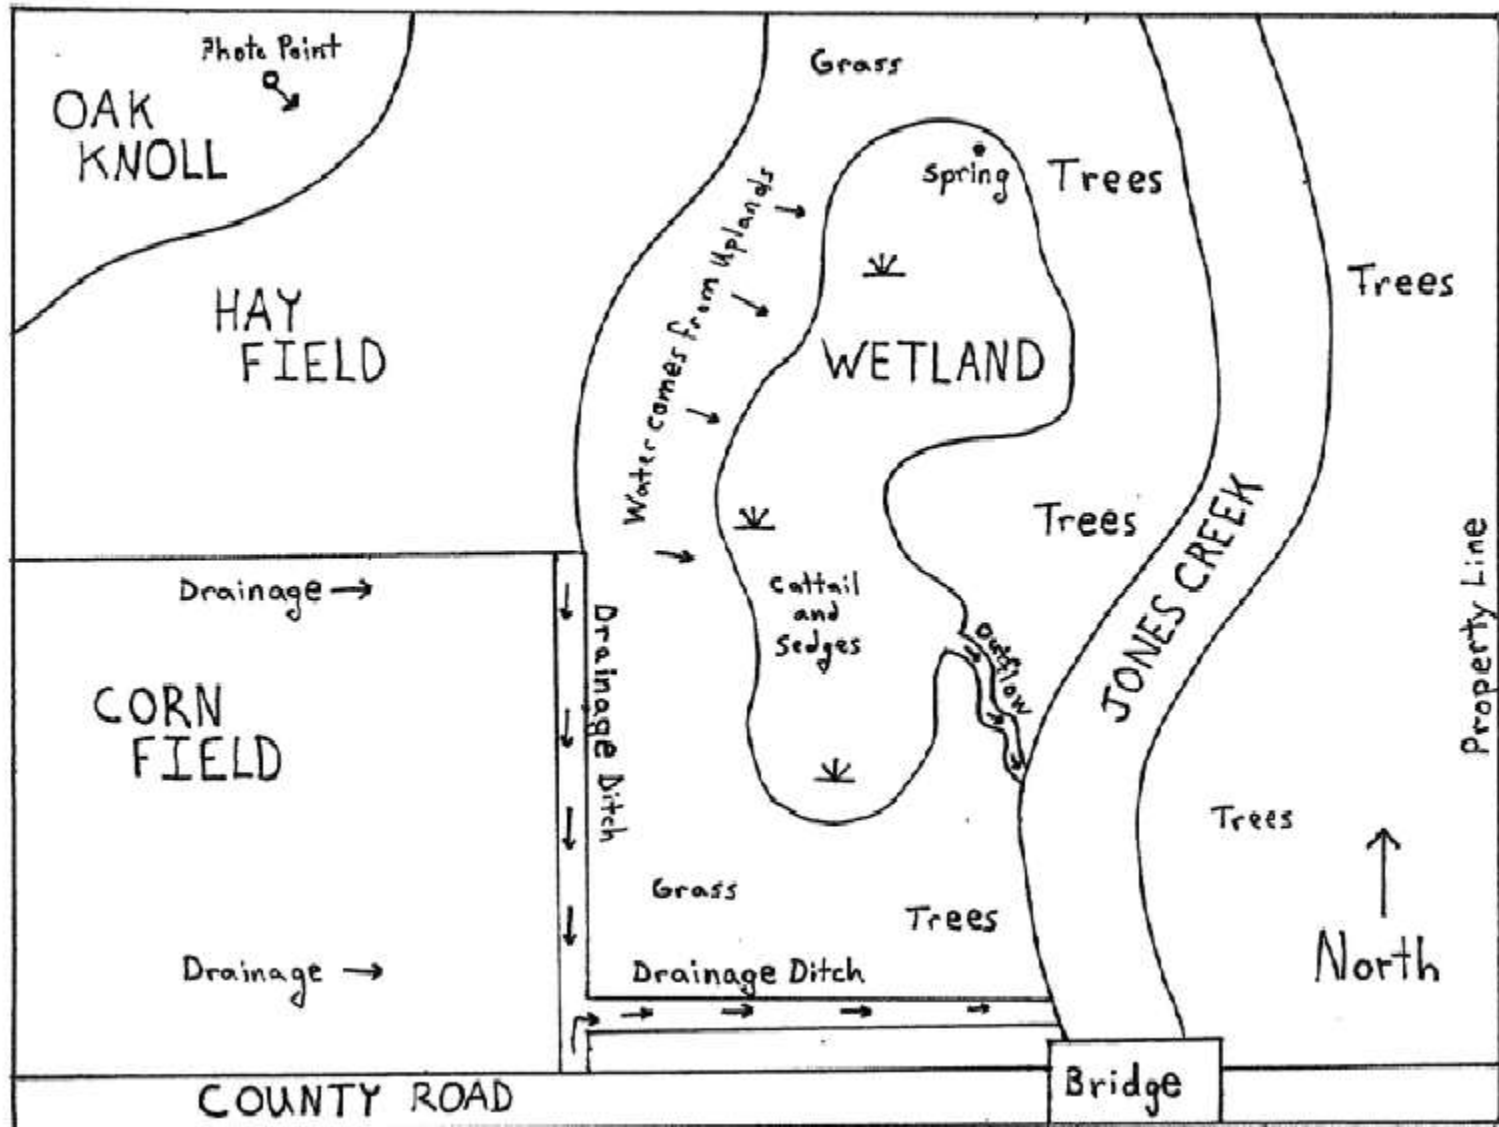 Photo Point
OAK
KNOLL
Grass
Spring
Trees
Trees
HAY
FIELD
Water comes from Uplands
WETLAND
Trees
JONES CREEK
Property Line
Drainage
Drainage Ditch
Cattail
and
Sedges
Outflow
CORN
FIELD
Trees
Grass
Trees
Drainage
Drainage Ditch
North
COUNTY ROAD
Bridge